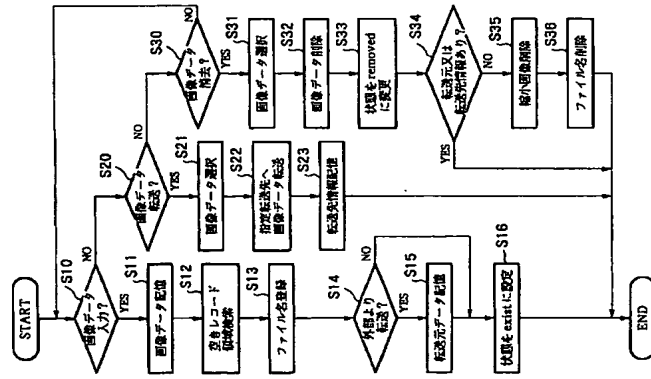 START
S10
画像データ
入力?
NO
YES
S11
画像データ記憶
S12
空きレコード
領域検索
S13
ファイル名登録
S14
外部より
転送?
NO
YES
S15
転送元データ記憶
S16
状態をexistに設定
END
S20
画像データ
転送?
NO
YES
S21
画像データ選択
S22
指定転送先へ
画像データ転送
S23
転送先情報記憶
S30
画像データ
消去?
NO
YES
S31
画像データ選択
S32
画像データ削除
S33
状態をremoved
に変更
S34
転送元又は
転送先情報あり?
YES
NO
S35
縮小画像削除
S36
ファイル名削除